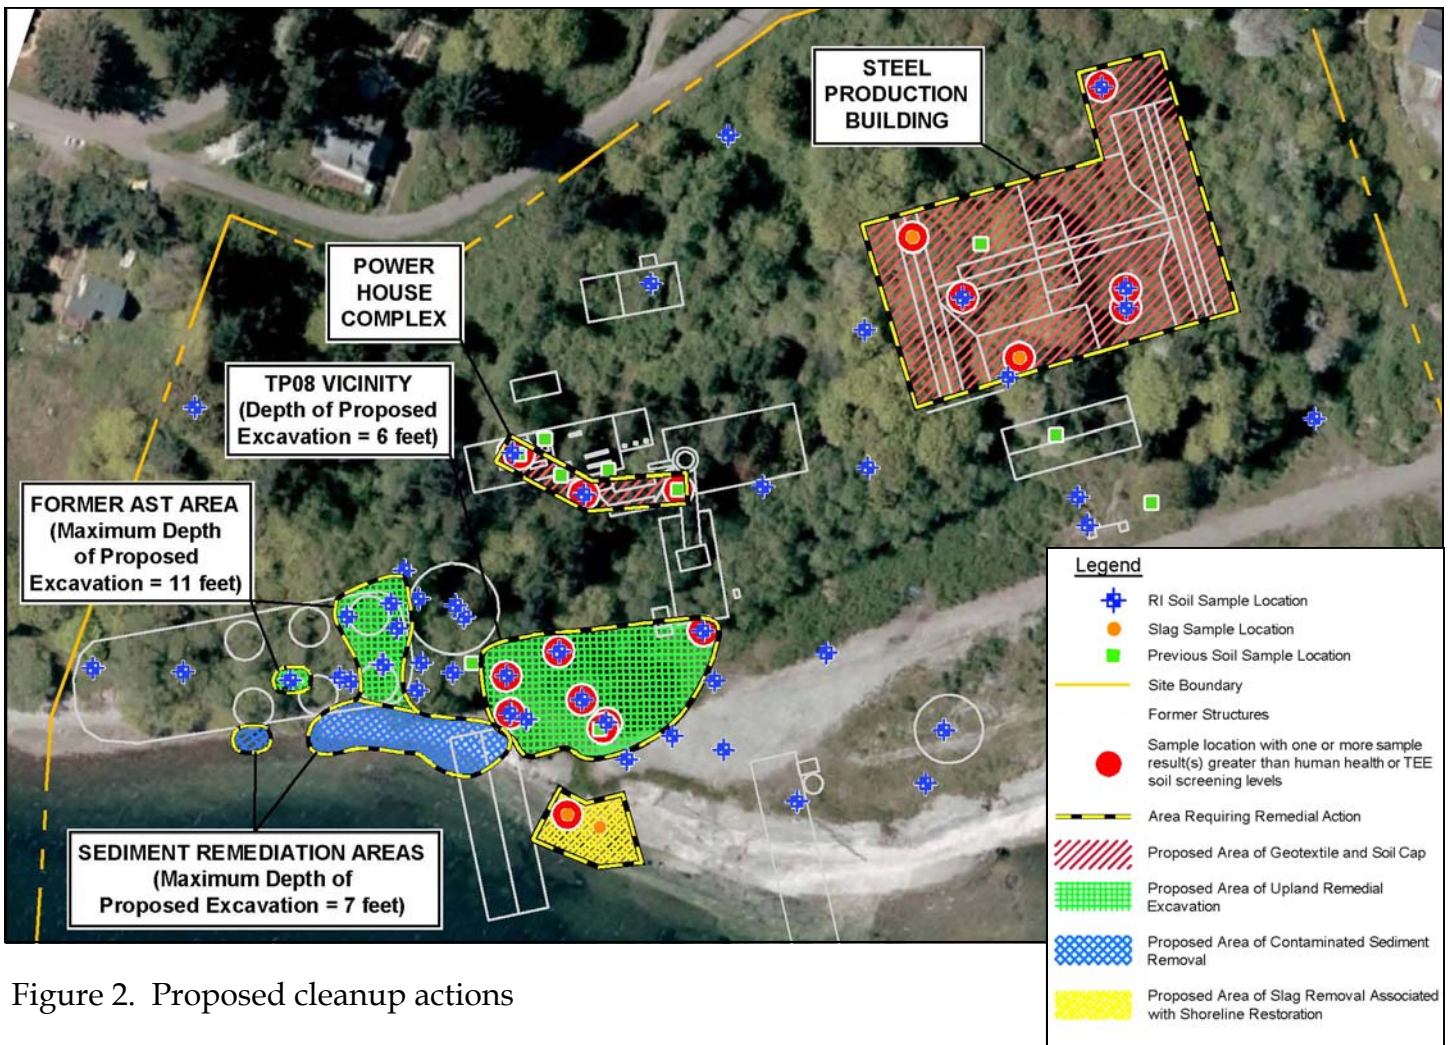 STEEL
PRODUCTION
BUILDING
POWER
HOUSE
COMPLEX
TP08 VICINITY
(Depth of Proposed
Excavation = 6 feet)
FORMER AST AREA
(Maximum Depth
of Proposed
Excavation = 11 feet)
SEDIMENT REMEDIATION AREAS
(Maximum Depth of
Proposed Excavation = 7 feet)
Legend
RI Soil Sample Location
Slag Sample Location
Previous Soil Sample Location
Site Boundary
Former Structures
Sample location with one or more sample
result(s) greater than human health or TEE
soil screening levels
Area Requiring Remedial Action
Proposed Area of Geotextile and Soil Cap
Proposed Area of Upland Remedial
Excavation
Proposed Area of Contaminated Sediment
Removal
Proposed Area of Slag Removal Associated
with Shoreline Restoration
Figure 2. Proposed cleanup actions